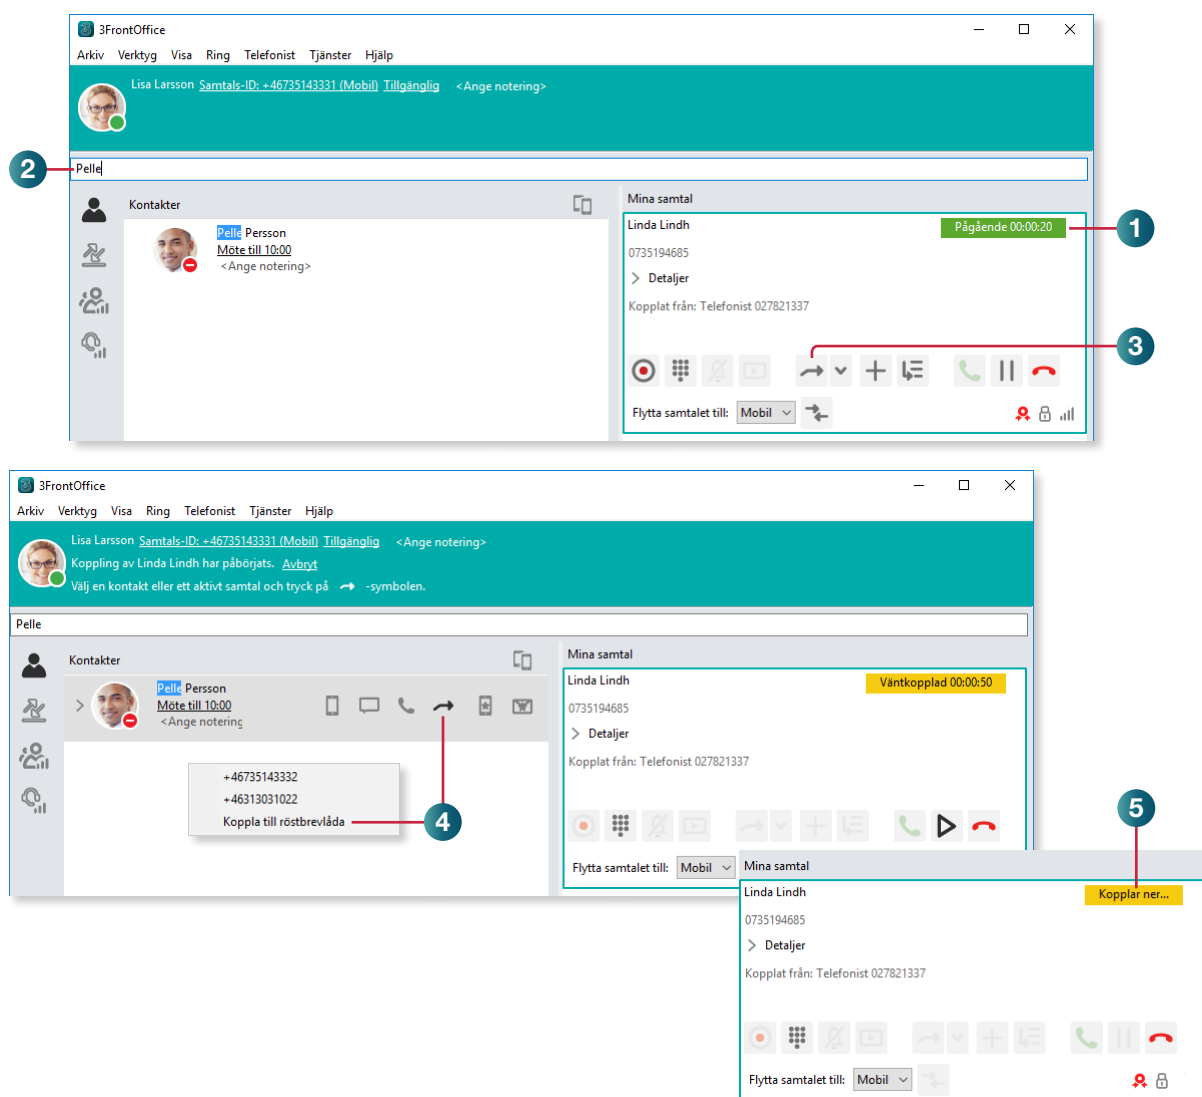 3FrontOffice
Arkiv Verktyg Visa Ring Telefonist Tjänster Hjälp
Lisa Larsson Samtals-ID: +46735143331 (Mobil) Tillgänglig <Ange notering>
2
Pelle
Kontakter
Pelle Persson
Möte till 10:00
<Ange notering>
Mina samtal
Linda Lindh Pågående 00:00:20
1
0735194685
Detaljer
Kopplat från: Telefonist 027821337
3
Flytta samtalet till: Mobil
3FrontOffice
Arkiv Verktyg Visa Ring Telefonist Tjänster Hjälp
Lisa Larsson Samtals-ID: +46735143331 (Mobil) Tillgänglig <Ange notering>
Koppling av Linda Lindh har påbörjats. Avbryt
Välj en kontakt eller ett aktivt samtal och tryck på -symbolen.
Pelle
Kontakter
Pelle Persson
Möte till 10:00
<Ange notering
+46735143332
+46313031022
Koppla till röstbrevlåda
4
Mina samtal
Linda Lindh Väntkopplad 00:00:50
0735194685
Detaljer
Kopplat från: Telefonist 027821337
Flytta samtalet till: Mobil
5
Mina samtal
Linda Lindh Kopplar ner...
0735194685
Detaljer
Kopplat från: Telefonist 027821337
Flytta samtalet till: Mobil